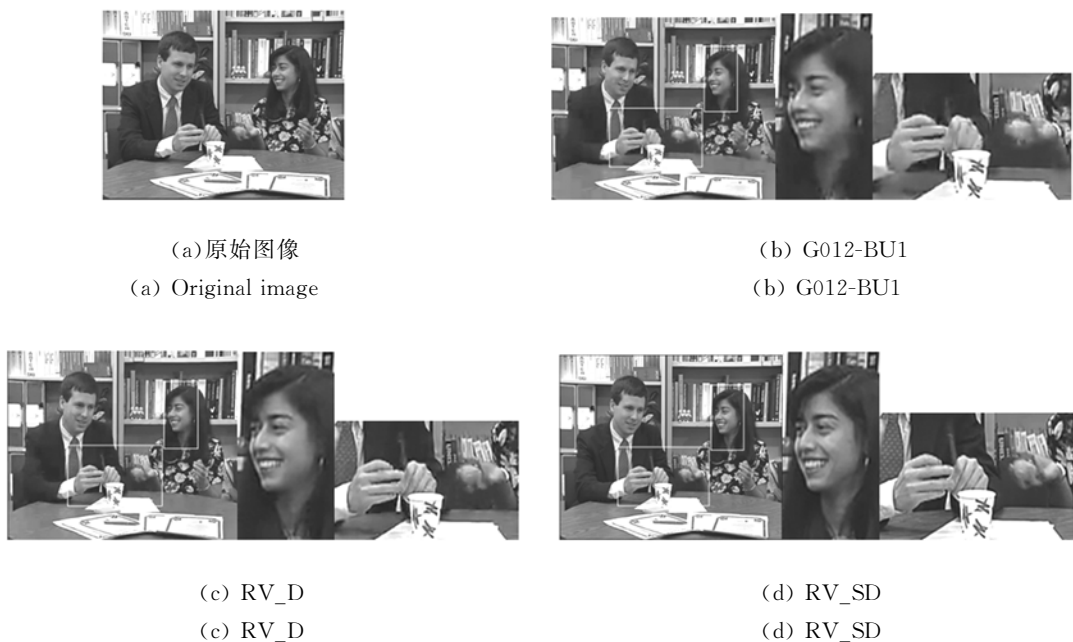 (a)原始图像
(a) Original image
(b) G012-BU1
(b) G012-BU1
(c) RV_D
(c) RV_D
(d) RV_SD
(d) RV_SD